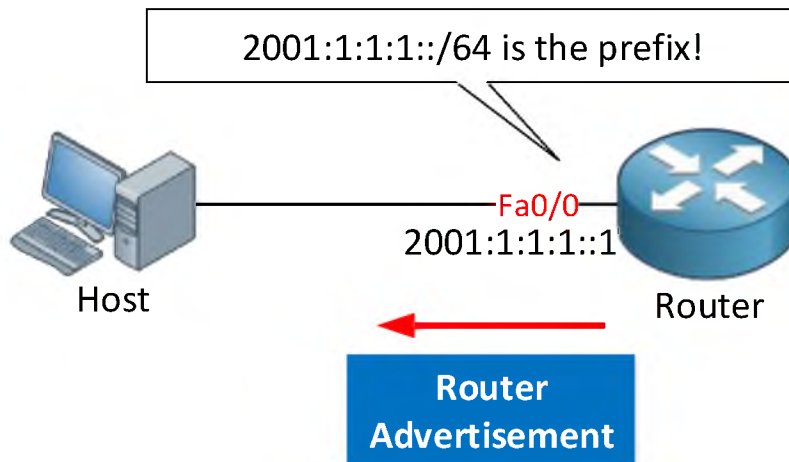 2001:1:1:1::/64 is the prefix!
Fa0/0
2001:1:1:1::1
Host
Router
Router
Advertisement